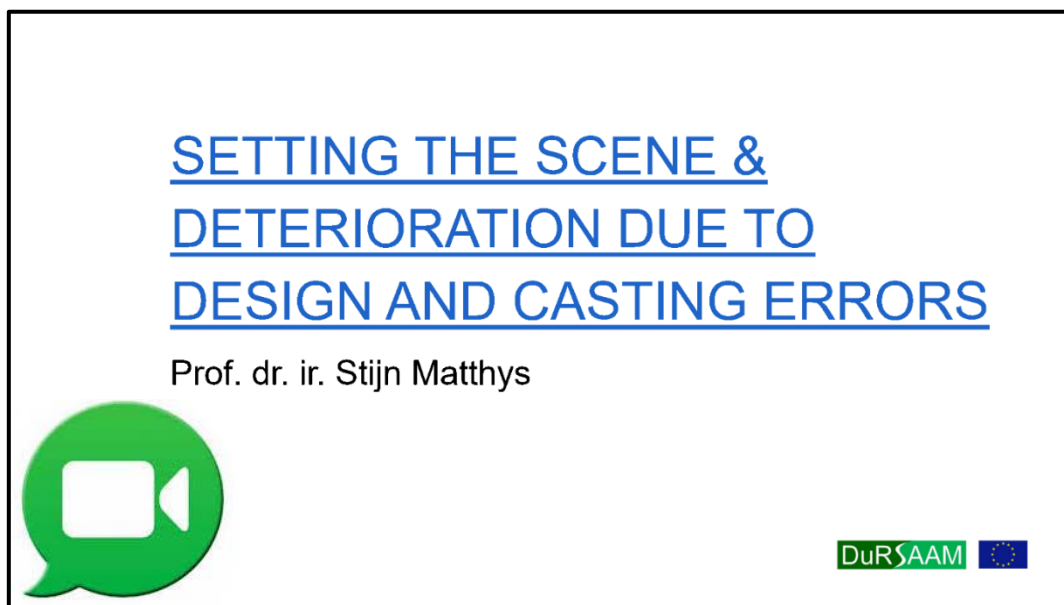 SETTING THE SCENE &
DETERIORATION DUE TO
DESIGN AND CASTING ERRORS
Prof. dr. ir. Stijn Matthys
DuRSAAM